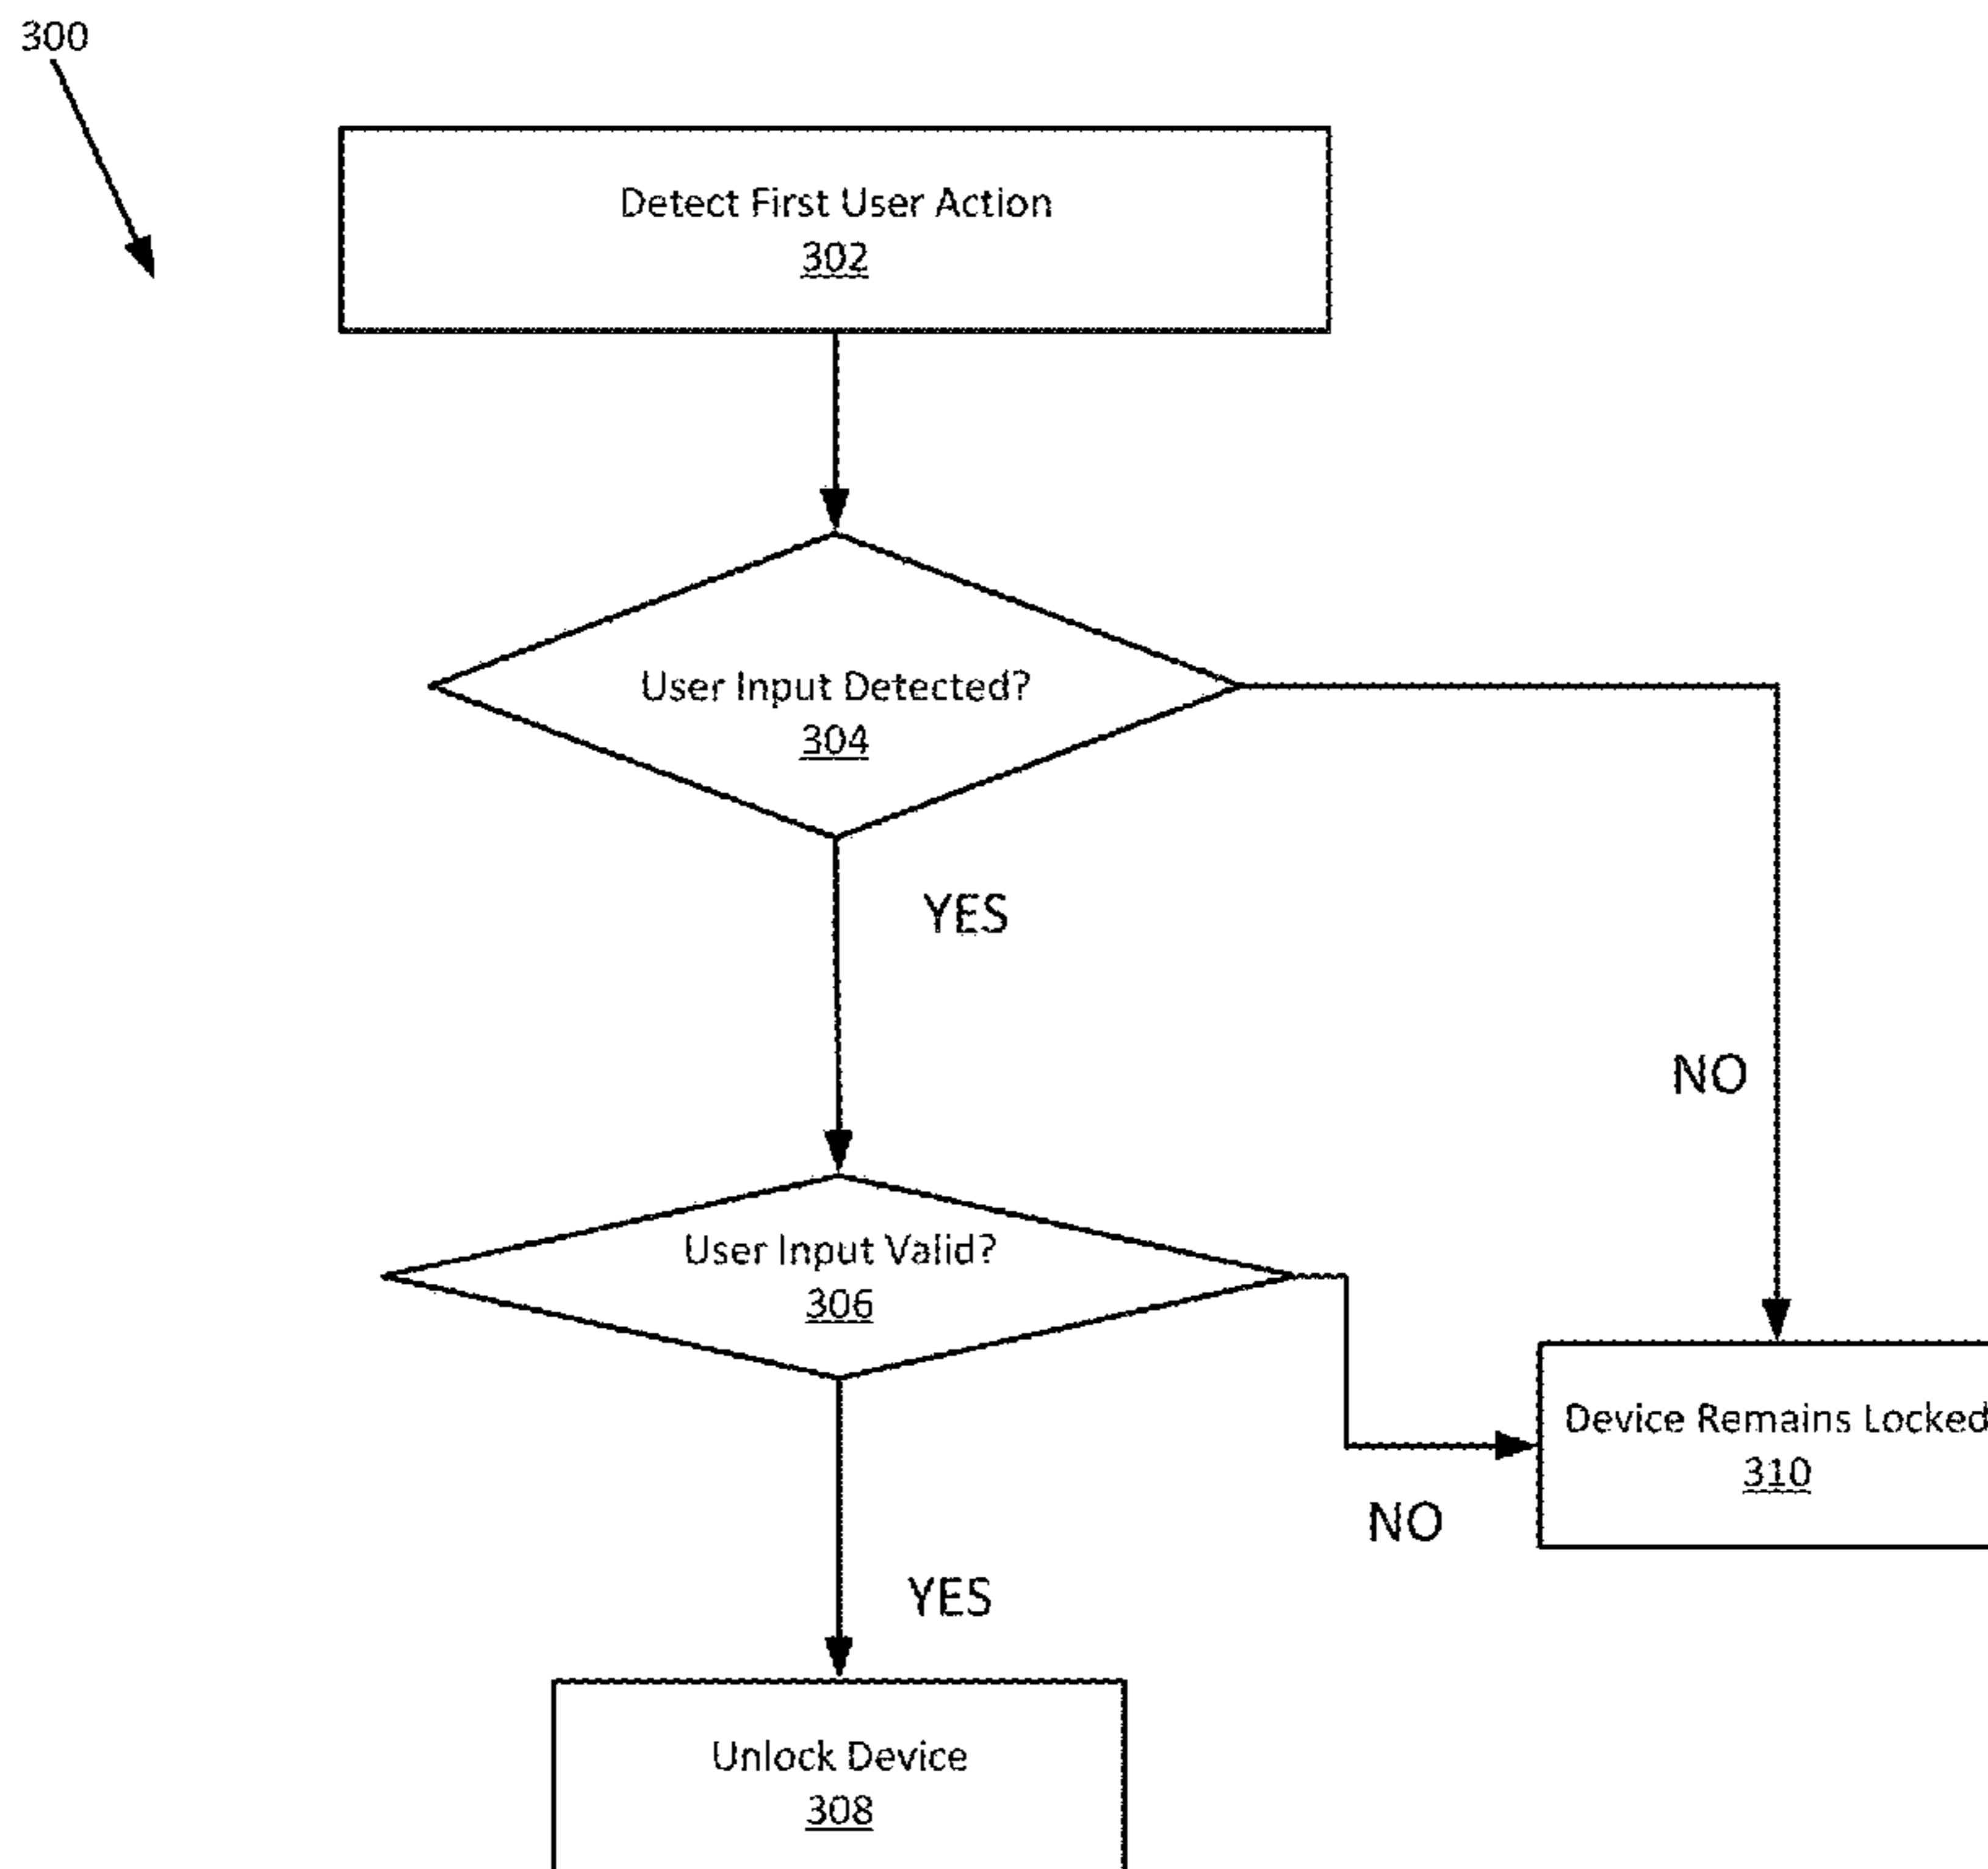 300
Detect First User Action
302
User Input Detected?
304
YES
NO
User Input Valid?
306
Device Remains Locked
310
NO
YES
Unlock Device
308